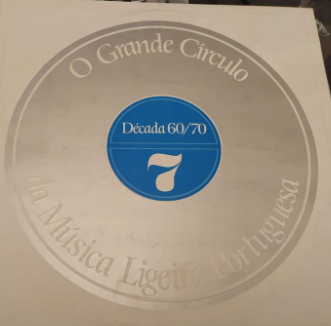 O Grande Círculo
Década 60/70
7
da Música Ligeira Portuguesa